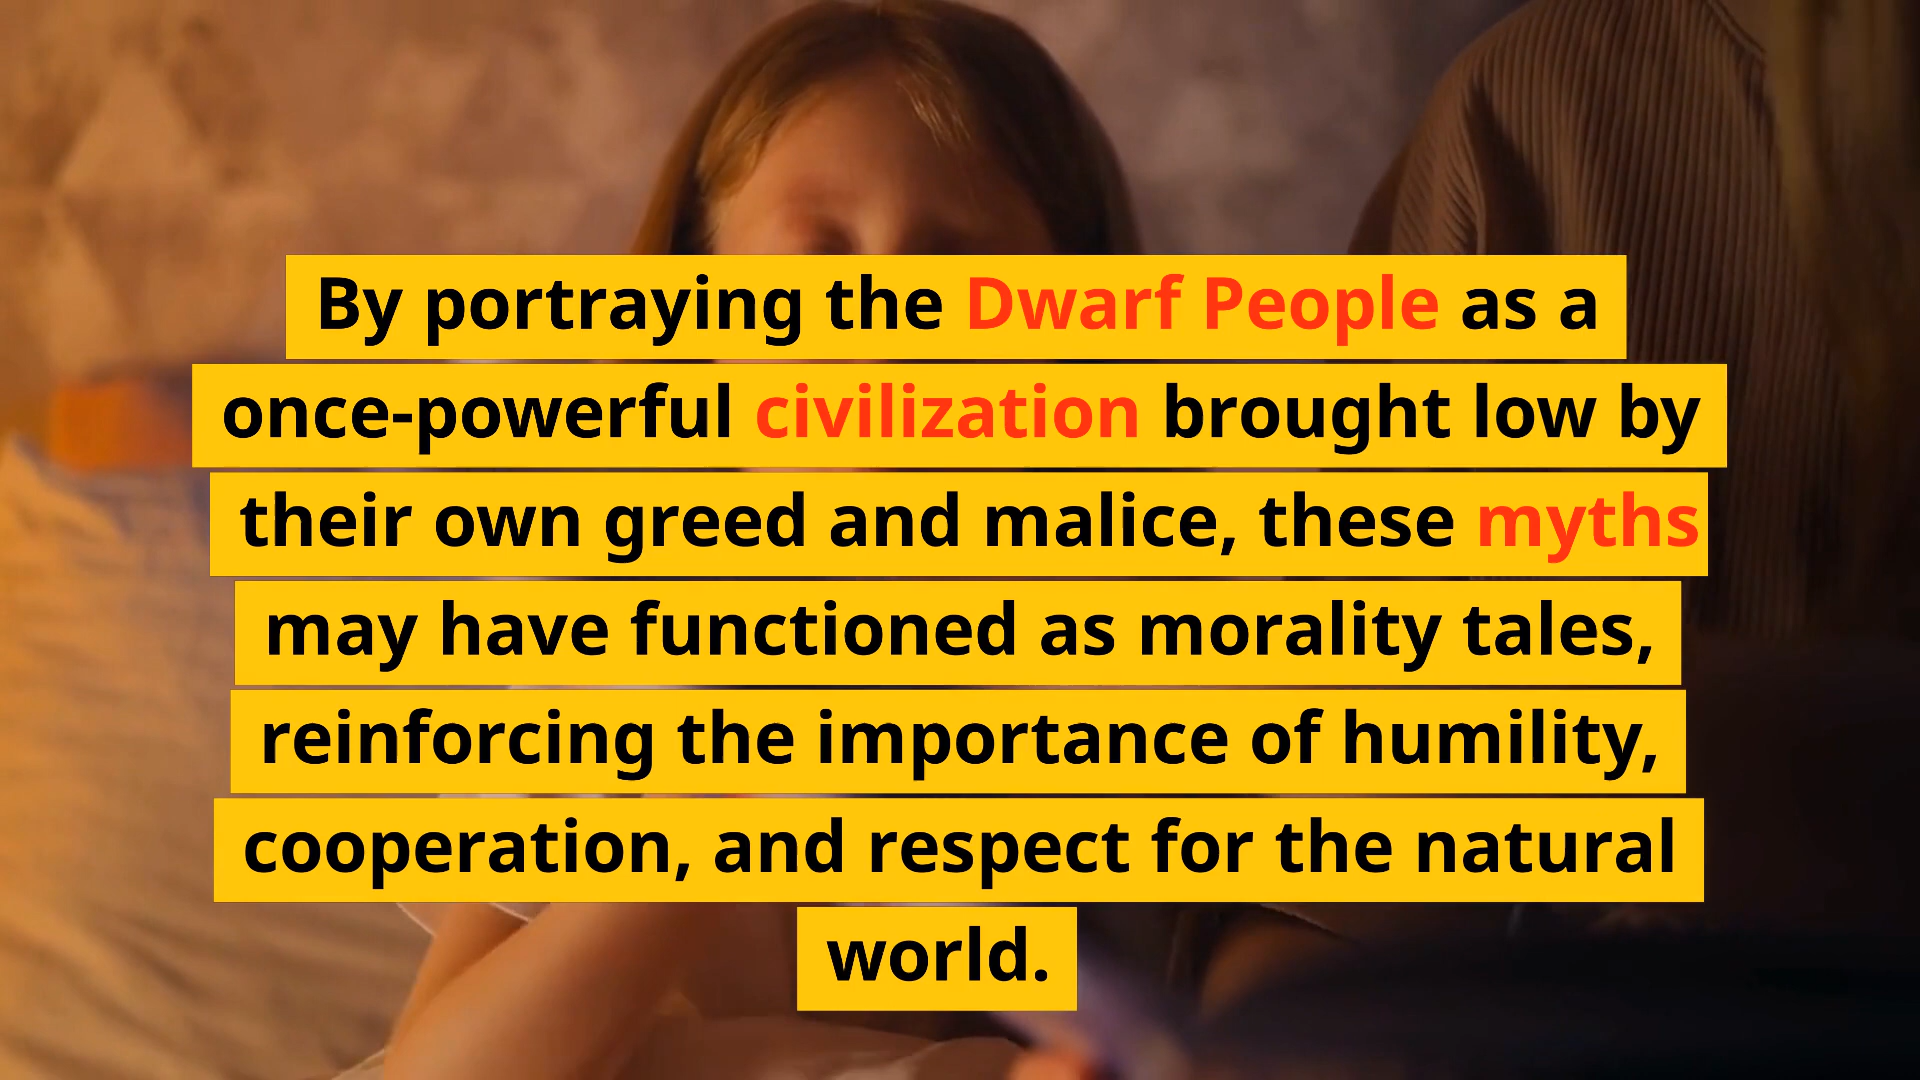 By portraying the Dwarf People as a
once-powerful civilization brought low by
their own greed and malice, these myths
may have functioned as morality tales,
reinforcing the importance of humility,
cooperation, and respect for the natural
world.